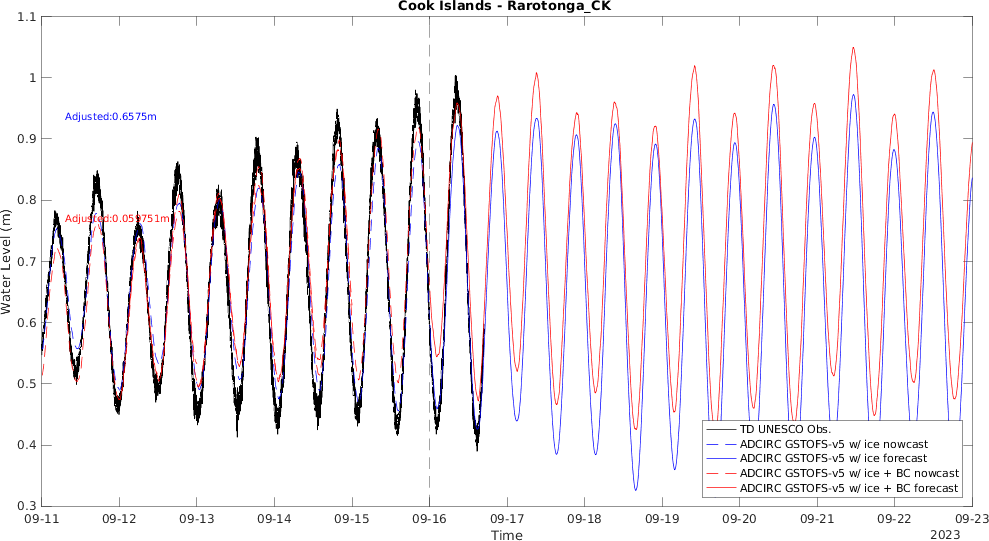 Cook Islands - Rarotonga_CK
1.1
1
0.9
0.8
0.7
0.6
0.5
0.4
0.3
Water Level (m)
Adjusted:0.6575m
Adjusted:0.059751m
TD UNESCO Obs.
ADCIRC GSTOFS-v5 w/ ice nowcast
ADCIRC GSTOFS-v5 w/ ice forecast
ADCIRC GSTOFS-v5 w/ ice + BC nowcast
ADCIRC GSTOFS-v5 w/ ice + BC forecast
09-11 09-12 09-13 09-14 09-15 09-16 09-17 09-18 09-19 09-20 09-21 09-22 09-23
Time
2023